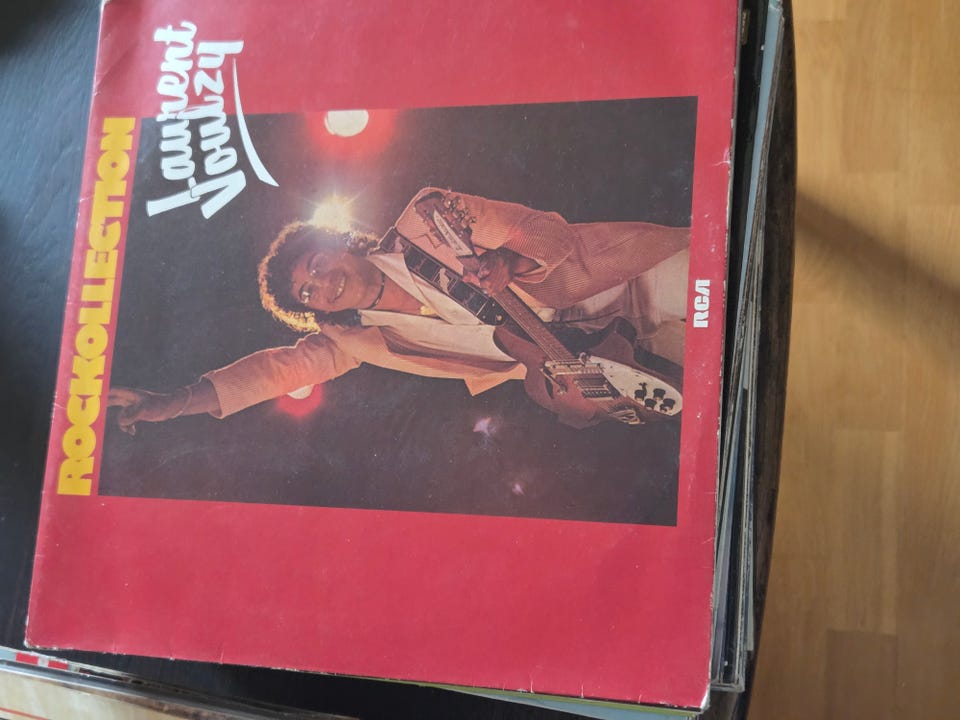 ROCKOLLECTION
Laurent
Voulzy
RCA